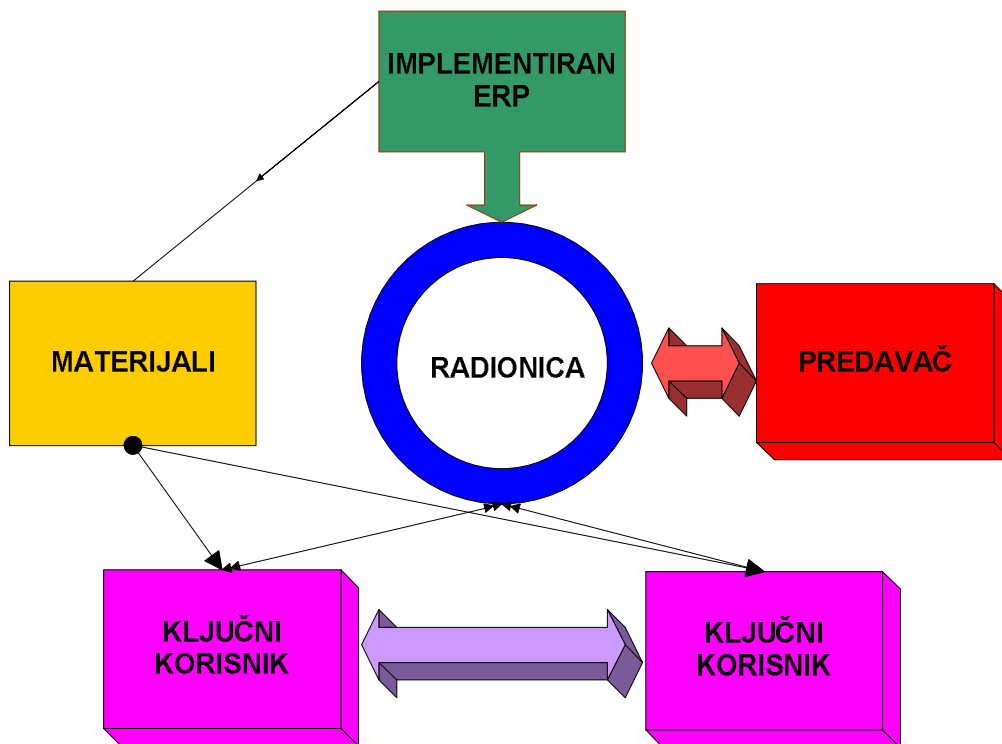 IMPLEMENTIRAN
ERP
MATERIJALI
RADIONICA
PREDAVAČ
KLJUČNI
KORISNIK
KLJUČNI
KORISNIK